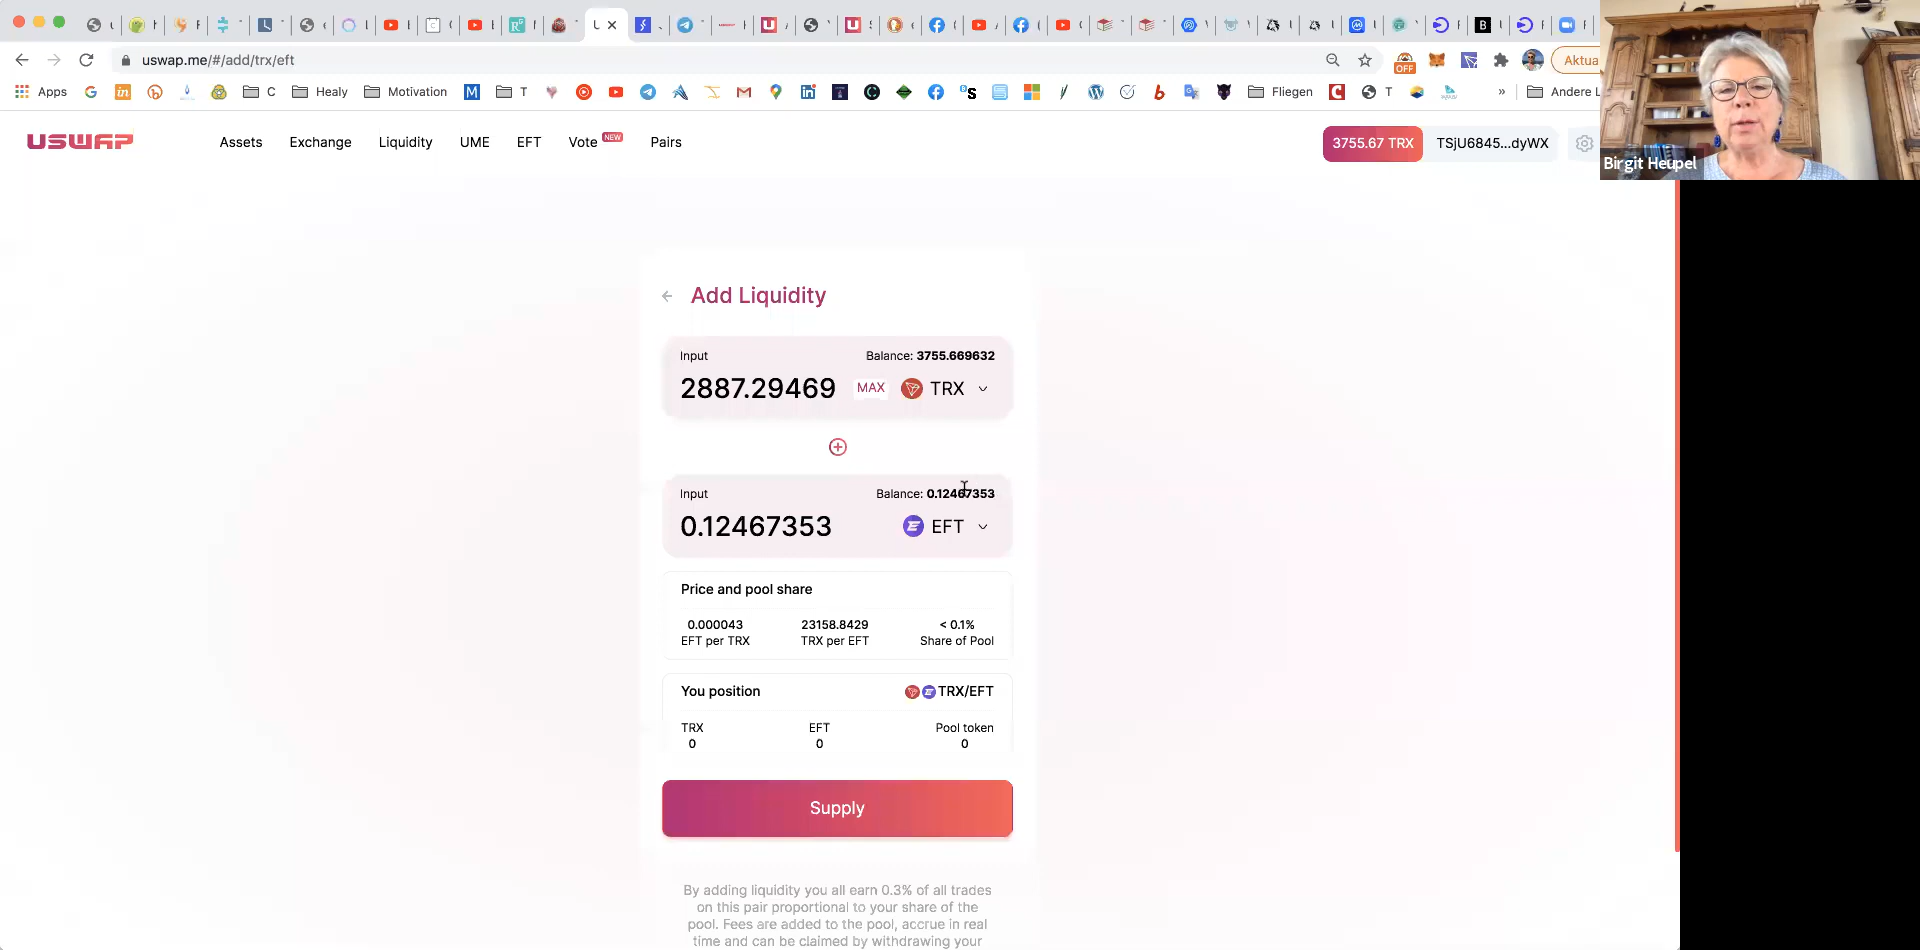 uswap.me/#/add/trx/eft
OFF
Aktua
Apps
C
Healy
Motivation
T
Fliegen
T
»
Andere L
USWAP
Assets
Exchange
Liquidity
UME
EFT
Vote NEW
Pairs
3755.67 TRX
TSjU6845...dyWX
Birgit Heupel
Add Liquidity
Input
Balance: 3755.669632
2887.29469
MAX
TRX
Input
Balance: 0.12467353
0.12467353
EFT
Price and pool share
0.000043
23158.8429
< 0.1%
EFT per TRX
TRX per EFT
Share of Pool
You position
TRX/EFT
TRX
EFT
Pool token
0
0
0
Supply
By adding liquidity you all earn 0.3% of all trades
on this pair proportional to your share of the
pool. Fees are added to the pool, accrue in real
time and can be claimed by withdrawing your